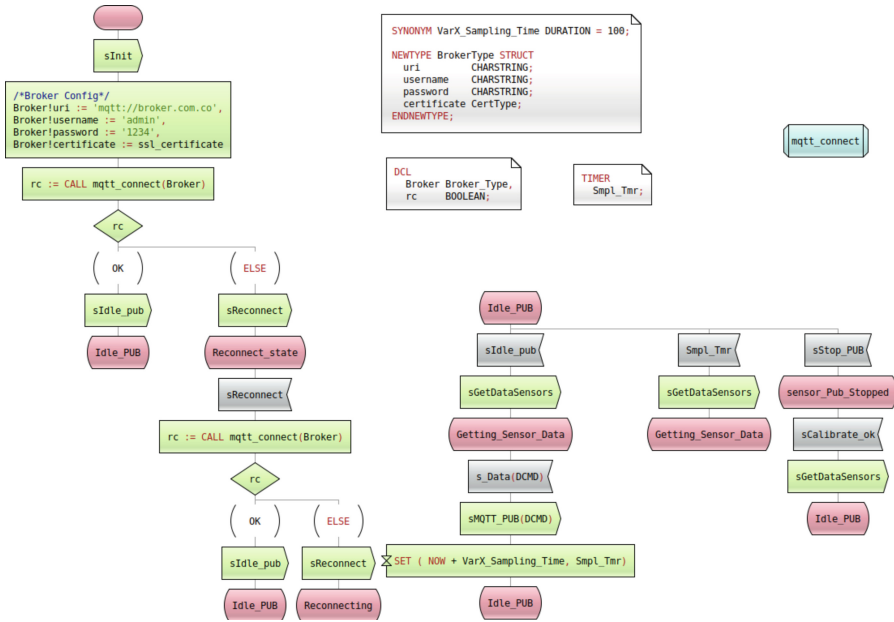 sInit
/*Broker Config*/
Broker!uri := 'mqtt://broker.com.co',
Broker!username := 'admin',
Broker!password := '1234',
Broker!certificate := ssl_certificate
rc := CALL mqtt_connect(Broker)
rc
OK
ELSE
sIdle_pub
sReconnect
Idle_PUB
Reconnect_state
sReconnect
rc := CALL mqtt_connect(Broker)
rc
OK
ELSE
sIdle_pub
sReconnect
Idle_PUB
Reconnecting
SYNONYM VarX_Sampling_Time DURATION = 100;
NEWTYPE BrokerType STRUCT
uri CHARSTRING;
username CHARSTRING;
password CHARSTRING;
certificate CertType;
ENDNEWTYPE;
DCL
Broker Broker_Type,
rc BOOLEAN;
TIMER
Smpl_Tmr;
mqtt_connect
Idle_PUB
sIdle_pub
sGetDataSensors
Getting_Sensor_Data
s_Data(DCMD)
sMQTT_PUB(DCMD)
SET ( NOW + VarX_Sampling_Time, Smpl_Tmr)
Idle_PUB
Smpl_Tmr
sGetDataSensors
Getting_Sensor_Data
sStop_PUB
sensor_Pub_Stopped
sCalibrate_ok
sGetDataSensors
Idle_PUB